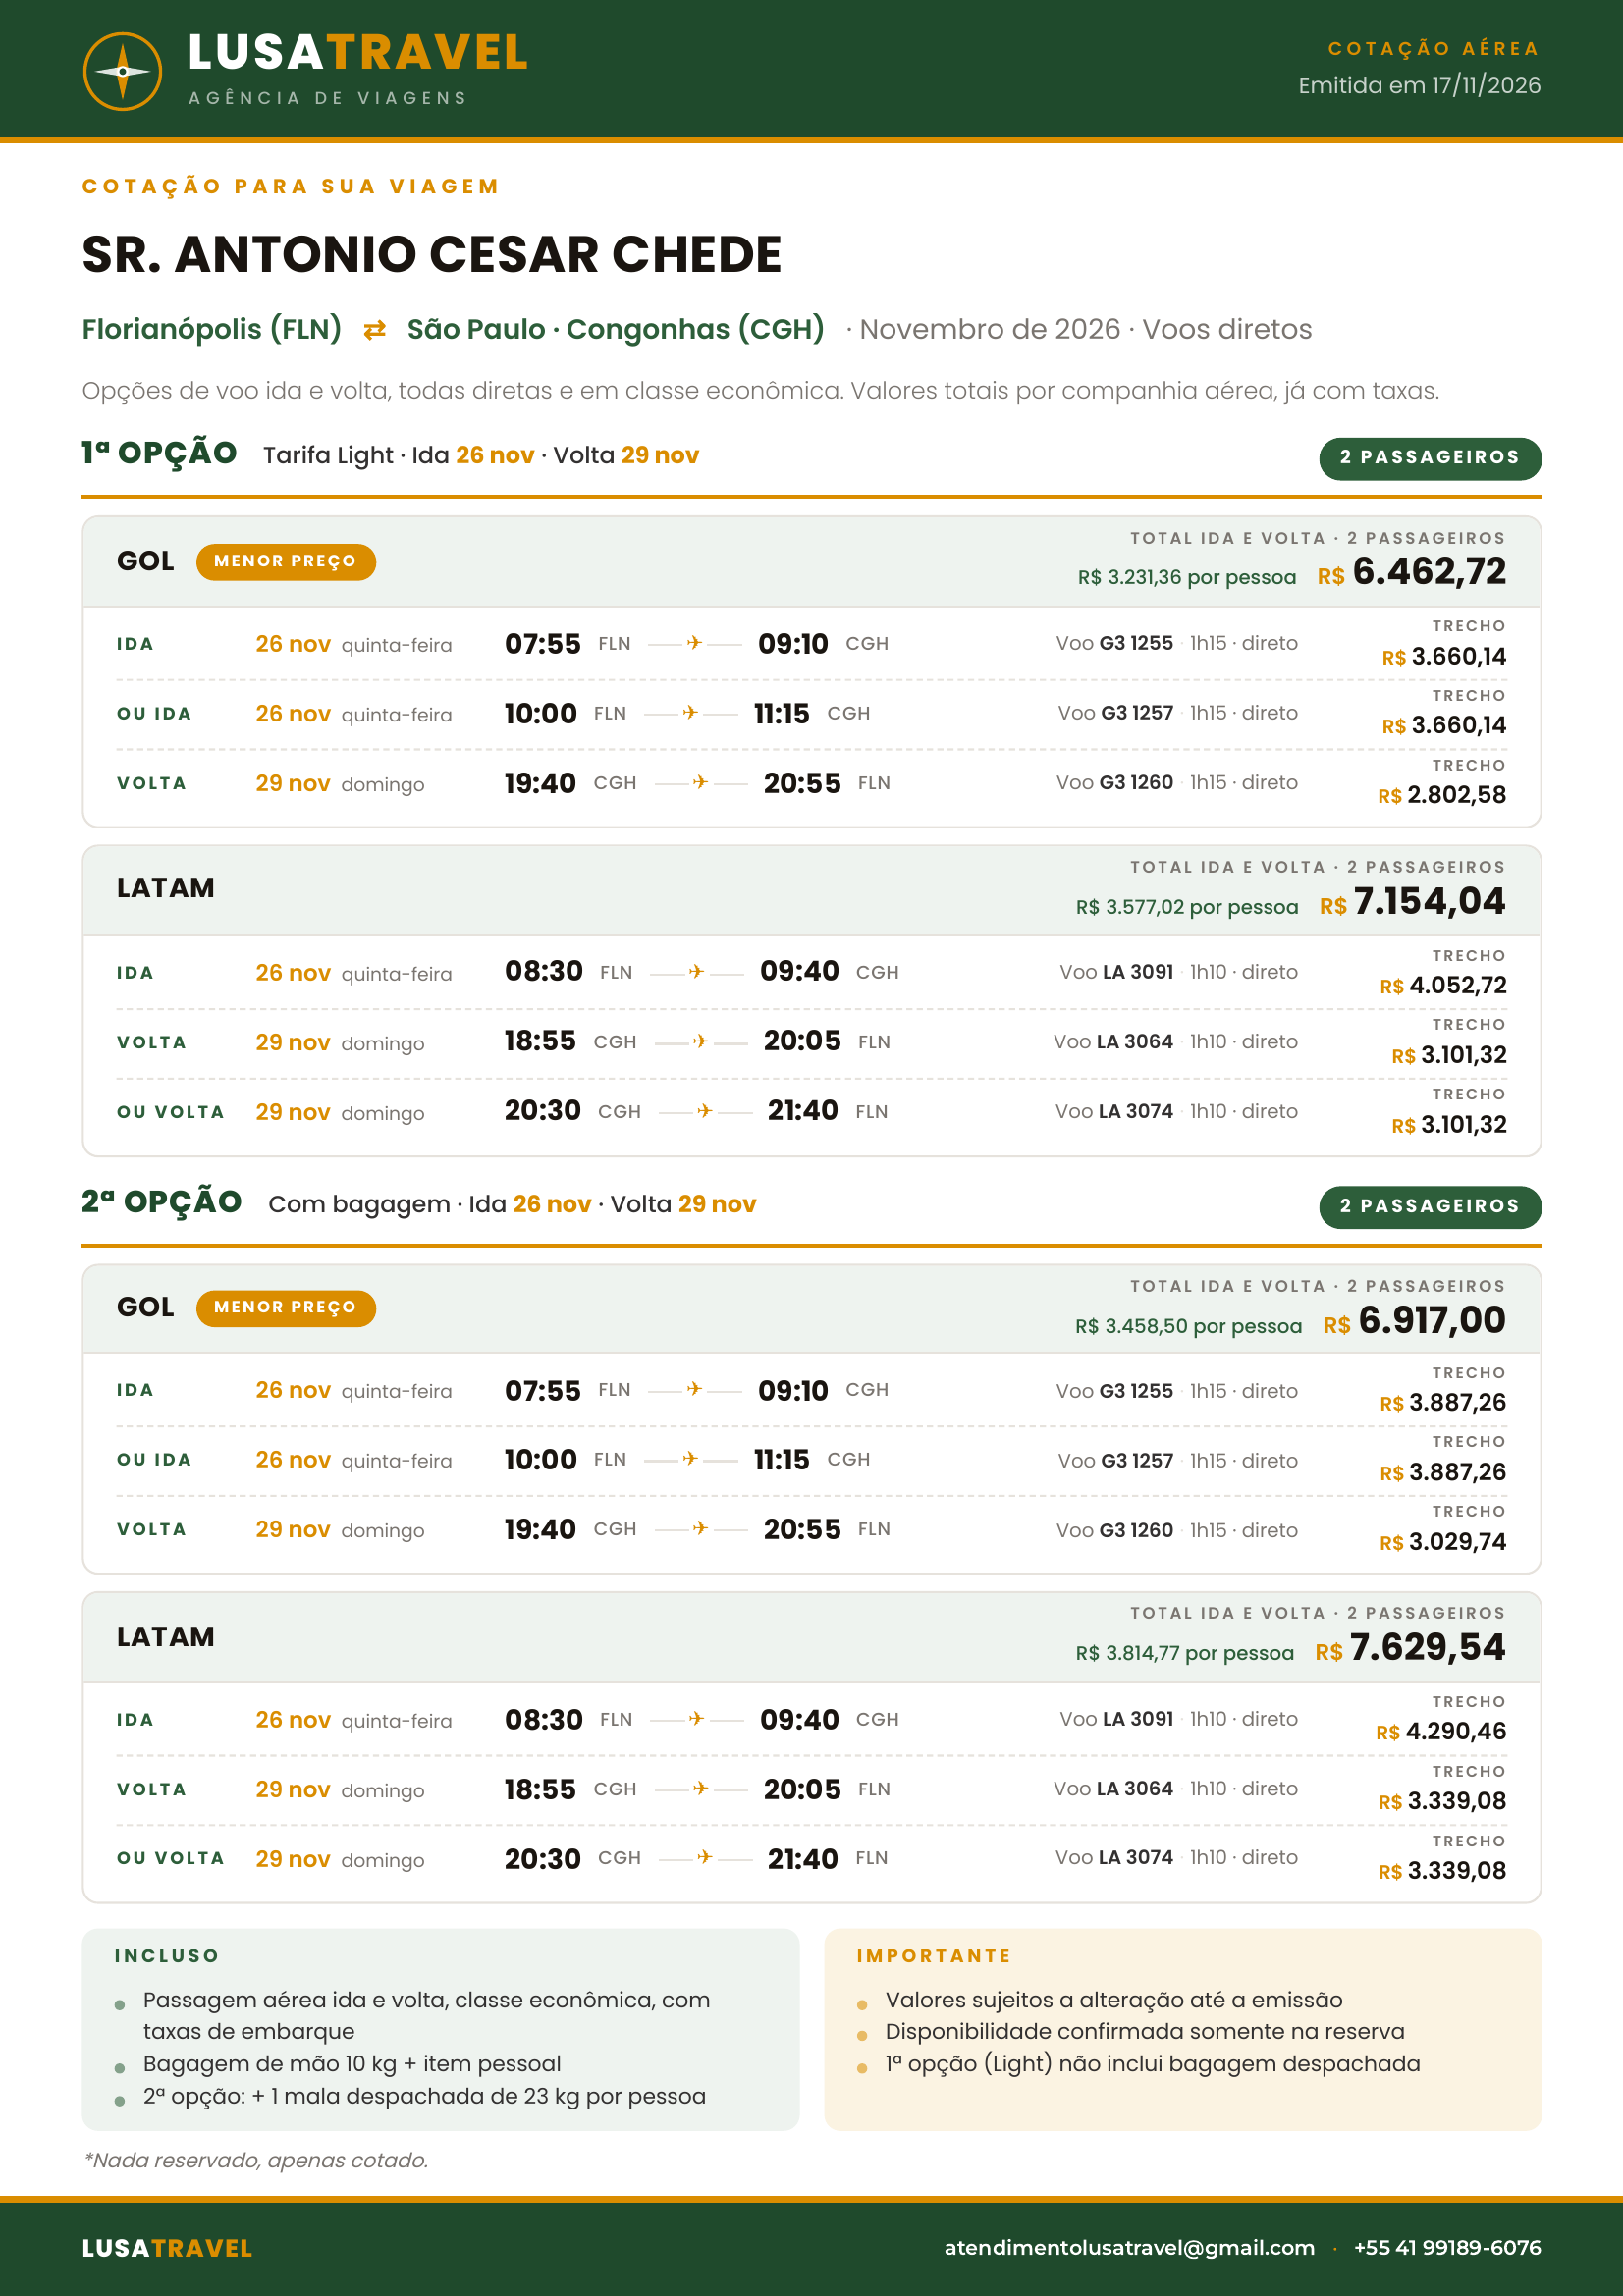 LUSATRAVEL
AGÊNCIA DE VIAGENS
COTAÇÃO AÉREA
Emitida em 17/11/2026
COTAÇÃO PARA SUA VIAGEM
SR. ANTONIO CESAR CHEDE
Florianópolis (FLN) ⇄ São Paulo · Congonhas (CGH) · Novembro de 2026 · Voos diretos
Opções de voo ida e volta, todas diretas e em classe econômica. Valores totais por companhia aérea, já com taxas.
1ª OPÇÃO Tarifa Light · Ida 26 nov · Volta 29 nov 2 PASSAGEIROS
TOTAL IDA E VOLTA · 2 PASSAGEIROS
GOL MENOR PREÇO R$ 3.231,36 por pessoa R$ 6.462,72
TRECHO
IDA 26 nov quinta-feira 07:55 FLN ✈ 09:10 CGH Voo G3 1255 · 1h15 · direto R$ 3.660,14
TRECHO
OU IDA 26 nov quinta-feira 10:00 FLN ✈ 11:15 CGH Voo G3 1257 · 1h15 · direto R$ 3.660,14
TRECHO
VOLTA 29 nov domingo 19:40 CGH ✈ 20:55 FLN Voo G3 1260 · 1h15 · direto R$ 2.802,58
TOTAL IDA E VOLTA · 2 PASSAGEIROS
LATAM R$ 3.577,02 por pessoa R$ 7.154,04
TRECHO
IDA 26 nov quinta-feira 08:30 FLN ✈ 09:40 CGH Voo LA 3091 · 1h10 · direto R$ 4.052,72
TRECHO
VOLTA 29 nov domingo 18:55 CGH ✈ 20:05 FLN Voo LA 3064 · 1h10 · direto R$ 3.101,32
TRECHO
OU VOLTA 29 nov domingo 20:30 CGH ✈ 21:40 FLN Voo LA 3074 · 1h10 · direto R$ 3.101,32
2ª OPÇÃO Com bagagem · Ida 26 nov · Volta 29 nov 2 PASSAGEIROS
TOTAL IDA E VOLTA · 2 PASSAGEIROS
GOL MENOR PREÇO R$ 3.458,50 por pessoa R$ 6.917,00
TRECHO
IDA 26 nov quinta-feira 07:55 FLN ✈ 09:10 CGH Voo G3 1255 · 1h15 · direto R$ 3.887,26
TRECHO
OU IDA 26 nov quinta-feira 10:00 FLN ✈ 11:15 CGH Voo G3 1257 · 1h15 · direto R$ 3.887,26
TRECHO
VOLTA 29 nov domingo 19:40 CGH ✈ 20:55 FLN Voo G3 1260 · 1h15 · direto R$ 3.029,74
TOTAL IDA E VOLTA · 2 PASSAGEIROS
LATAM R$ 3.814,77 por pessoa R$ 7.629,54
TRECHO
IDA 26 nov quinta-feira 08:30 FLN ✈ 09:40 CGH Voo LA 3091 · 1h10 · direto R$ 4.290,46
TRECHO
VOLTA 29 nov domingo 18:55 CGH ✈ 20:05 FLN Voo LA 3064 · 1h10 · direto R$ 3.339,08
TRECHO
OU VOLTA 29 nov domingo 20:30 CGH ✈ 21:40 FLN Voo LA 3074 · 1h10 · direto R$ 3.339,08
INCLUSO
Passagem aérea ida e volta, classe econômica, com
taxas de embarque
Bagagem de mão 10 kg + item pessoal
2ª opção: + 1 mala despachada de 23 kg por pessoa
IMPORTANTE
Valores sujeitos a alteração até a emissão
Disponibilidade confirmada somente na reserva
1ª opção (Light) não inclui bagagem despachada
*Nada reservado, apenas cotado.
LUSATRAVEL
atendimentolusatravel@gmail.com · +55 41 99189-6076